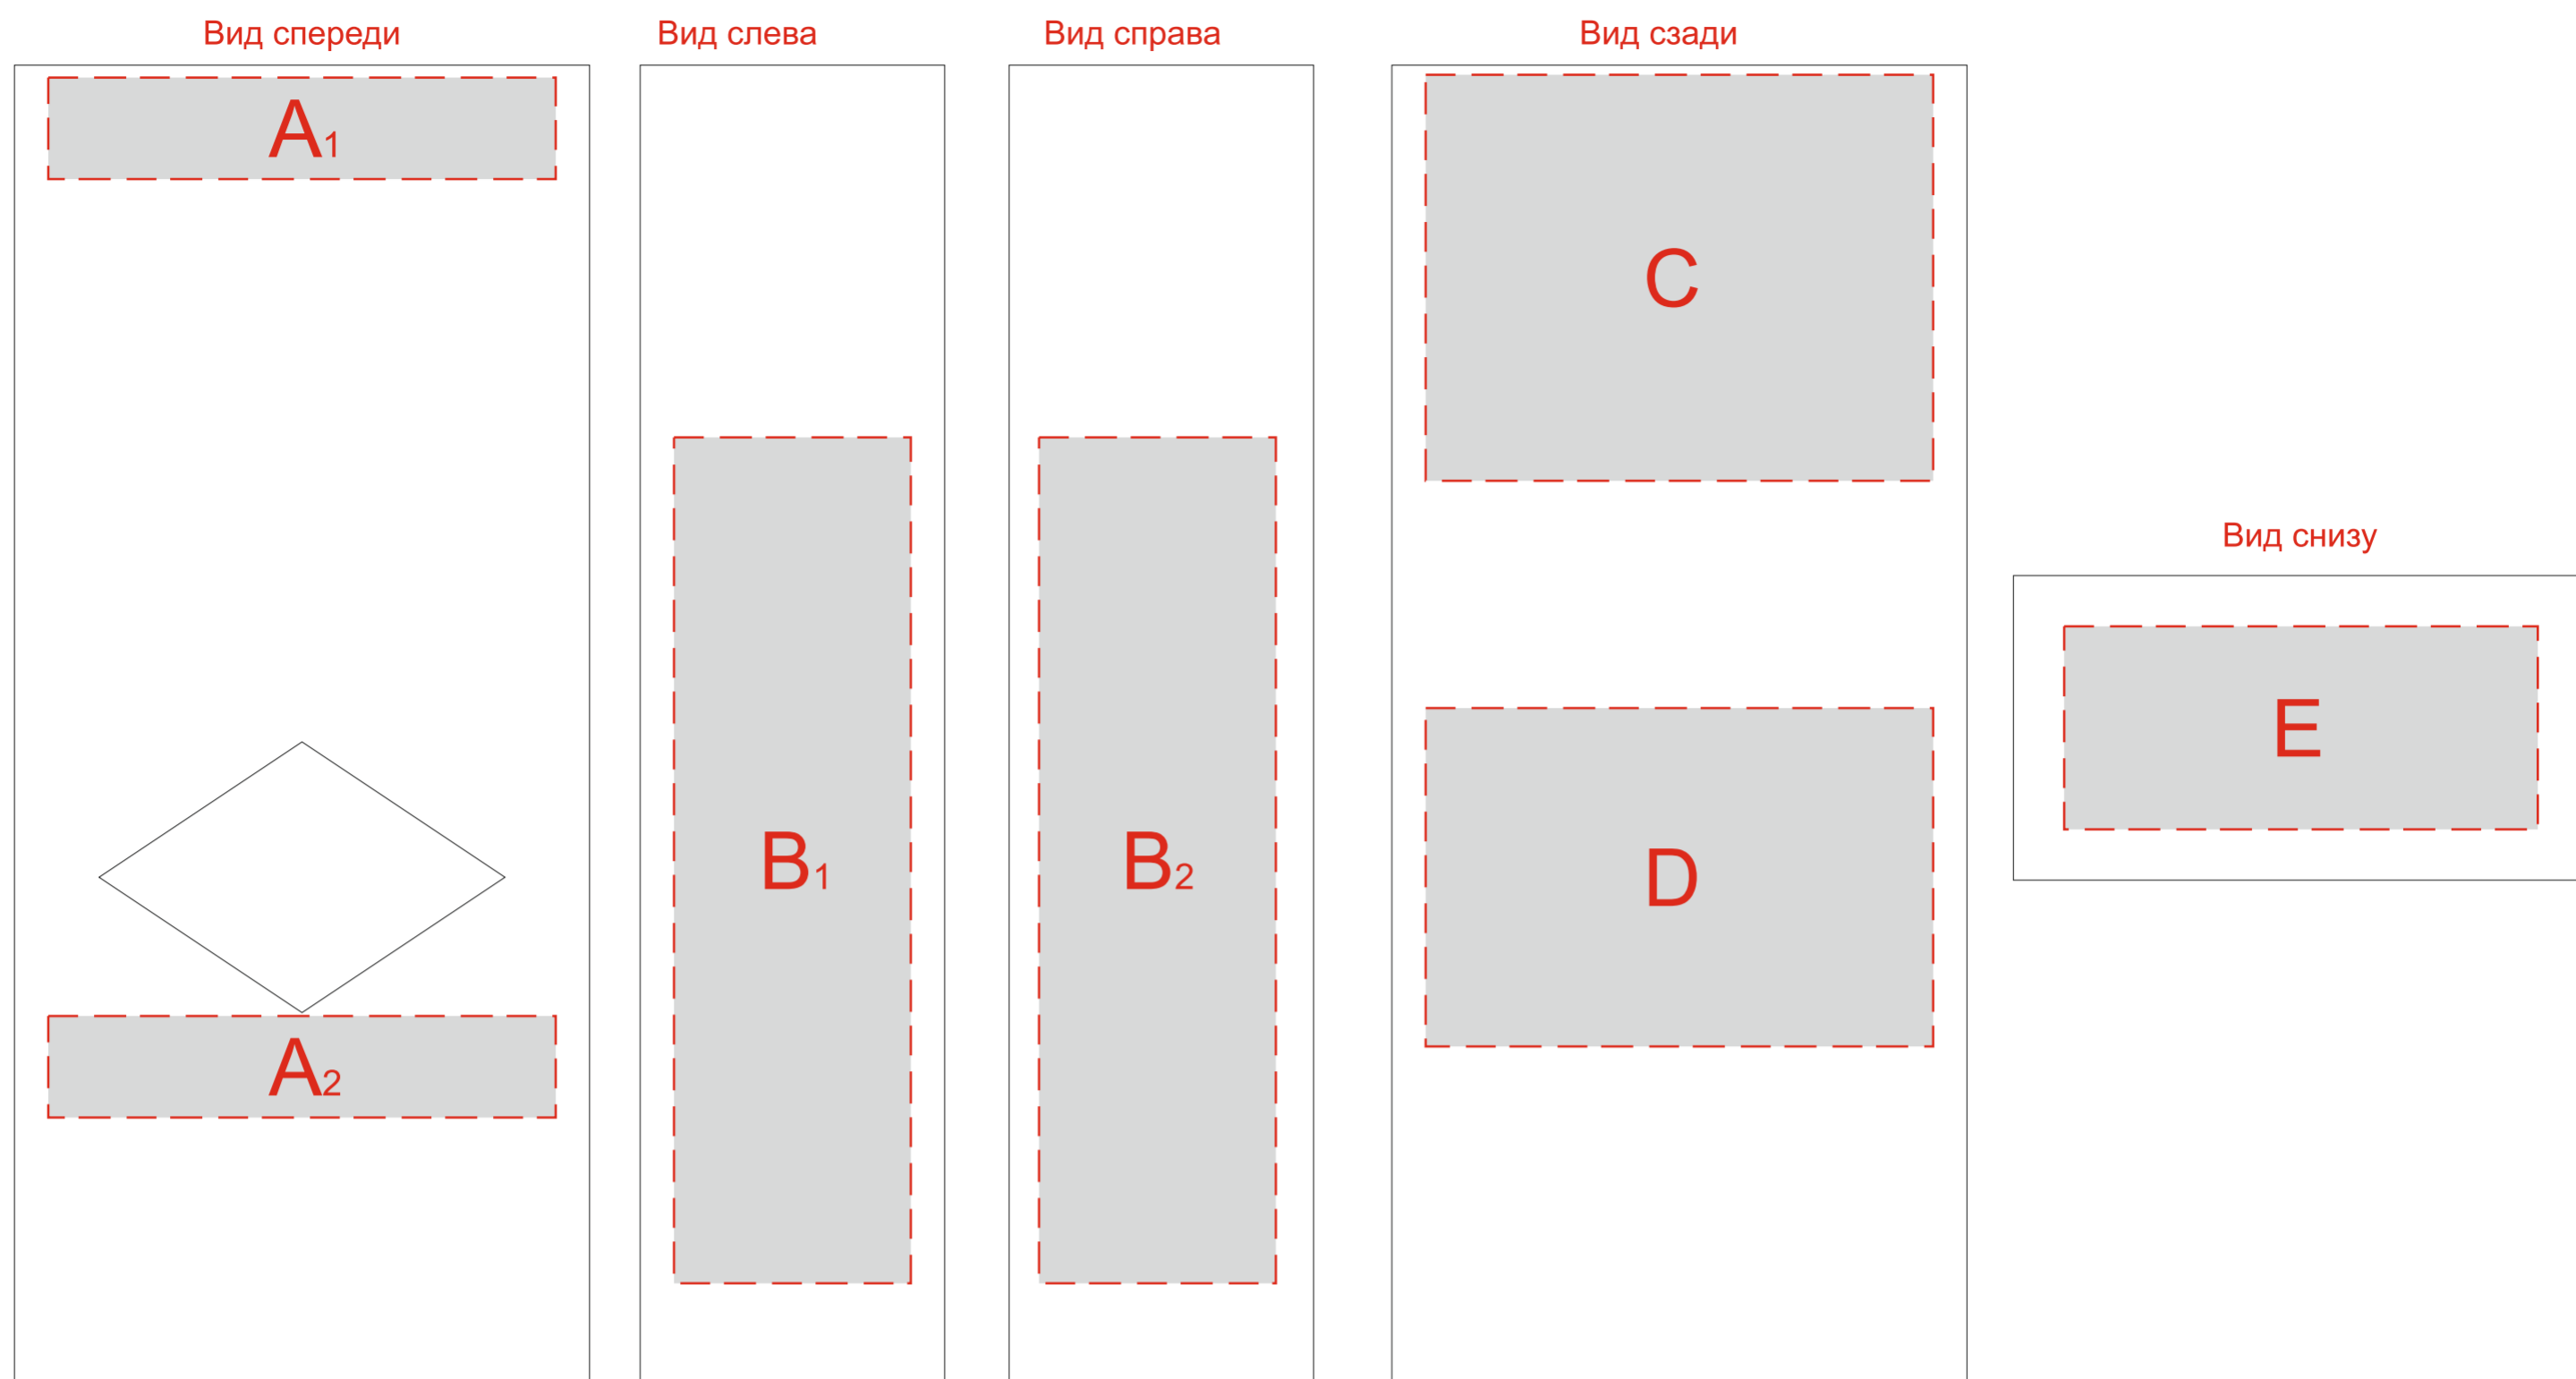 Вид спереди
Вид слева
Вид справа
Вид сзади
A1
C
Вид снизу
E
B1
B2
D
A2